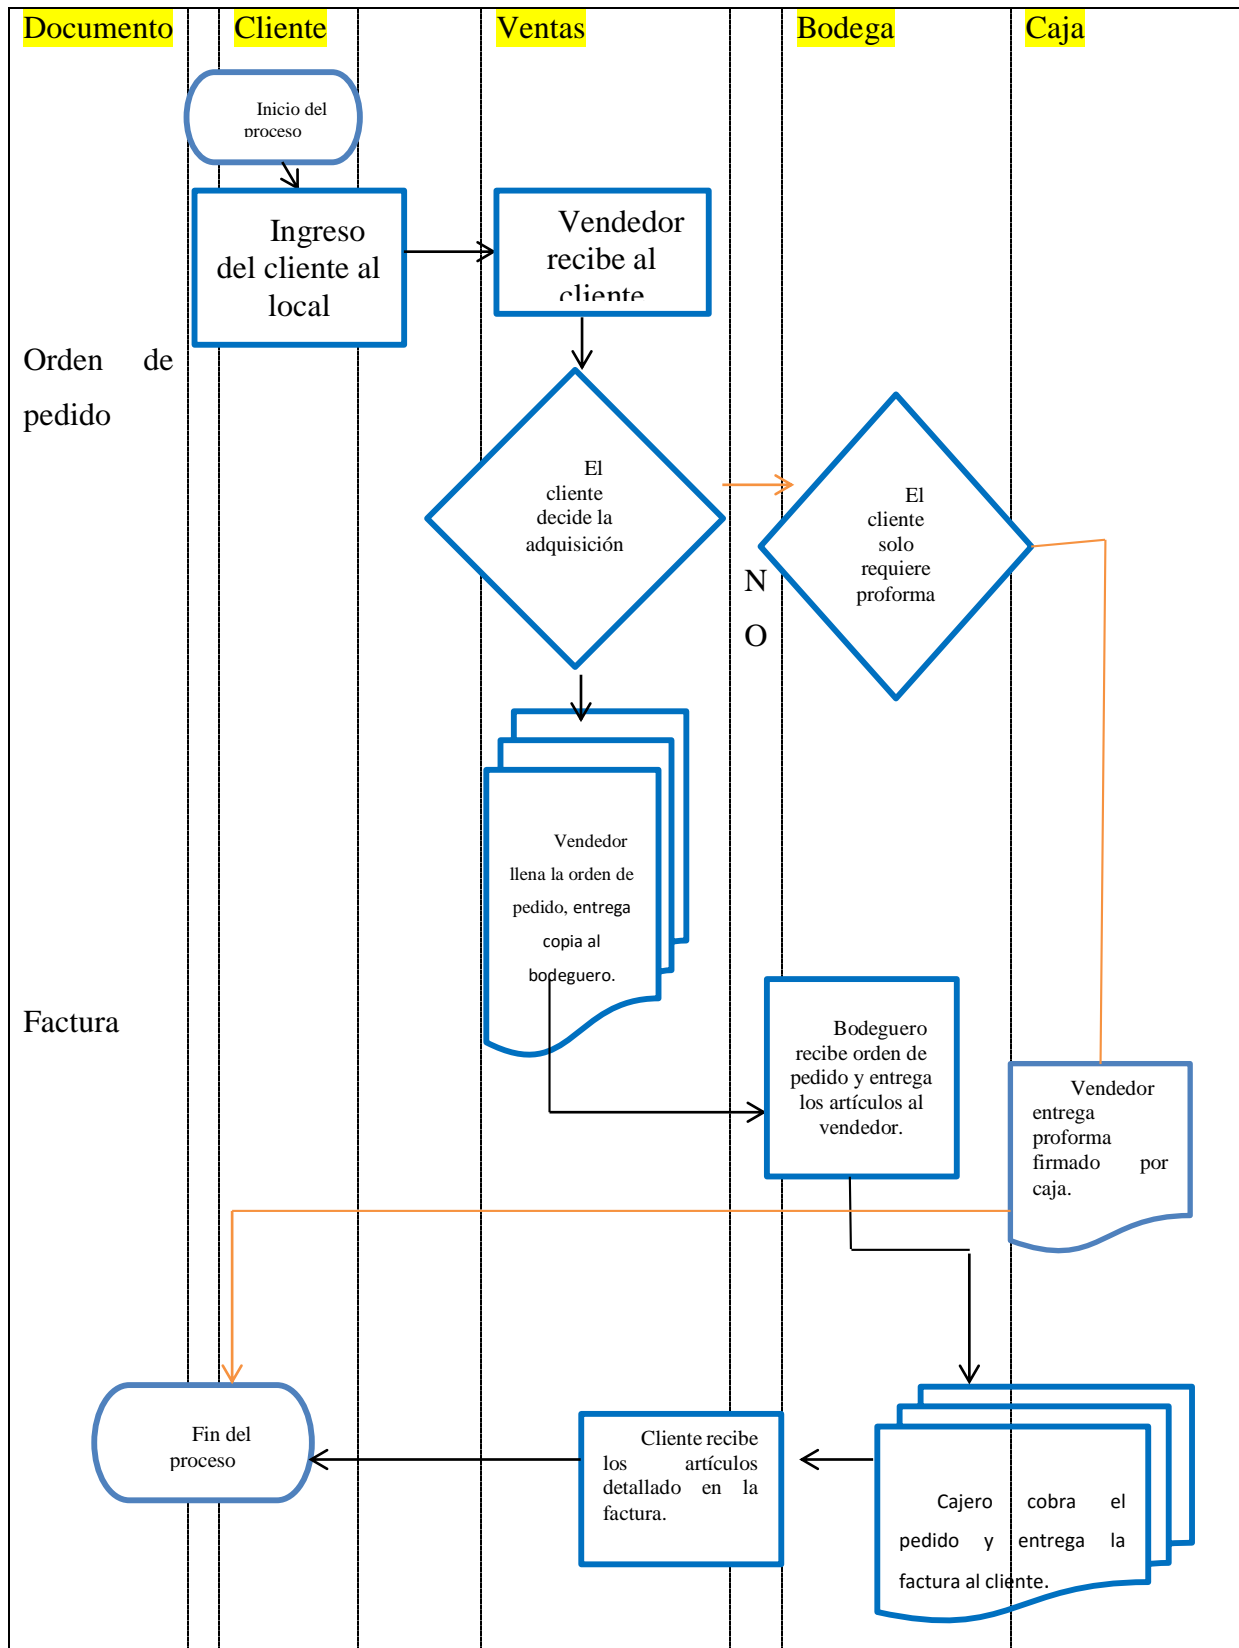 Documento Cliente Ventas Bodega Caja
Inicio del
proceso
Ingreso
del cliente al
local
Vendedor
recibe al
cliente
Orden de
pedido
El
cliente
decide la
adquisición
N
O
El
cliente
solo
requiere
proforma
Vendedor
llena la orden de
pedido, entrega
copia al
bodeguero.
Factura
Bodeguero
recibe orden de
pedido y entrega
los artículos al
vendedor.
Vendedor
entrega
proforma
firmado por
caja.
Fin del
proceso
Cliente recibe
los artículos
detallado en la
factura.
Cajero cobra el
pedido y entrega la
factura al cliente.